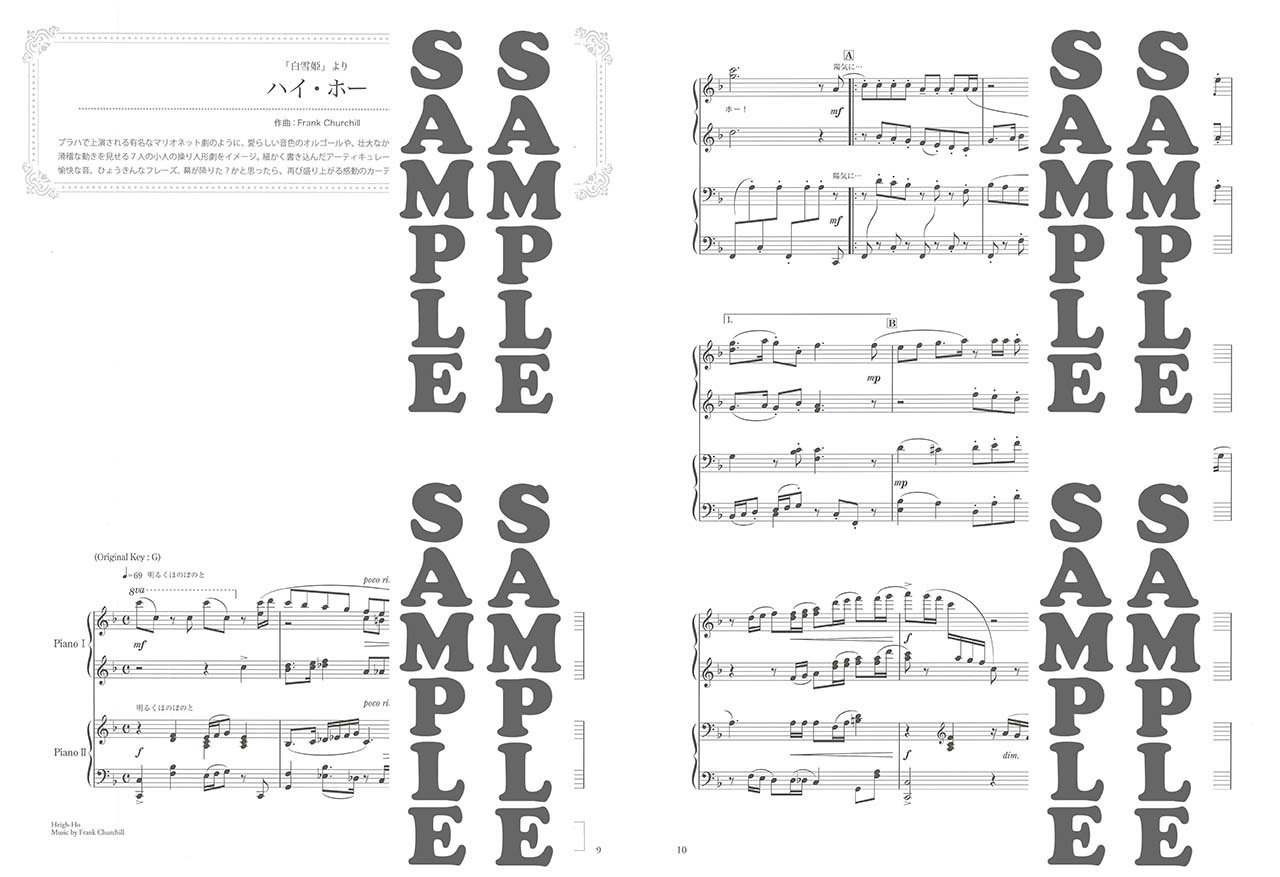 「白雪姫」より
ハイ・ホー
作曲：Frank Churchill
プラハで上演される有名なマリオネット劇のように、愛らしい音色のオルゴールや、壮大なか
滑稽な動きを見せる7人の小人の操り人形劇をイメージ。細かく書き込んだアーティキュレー
愉快な音、ひょうきんなフレーズ、幕が降りた？かと思ったら、再び盛り上がる感動のカーテ
SAMPLE
SAMPLE
(Original Key : G)
♩=69 明るくほのぼのと
8va
poco ri
Piano I
mf
明るくほのぼのと
poco ri
Piano II
f
SAMPLE
SAMPLE
Heigh-Ho
Music by Frank Churchill
9
A
陽気に…
ホー！
mf
陽気に…
mf
SAMPLE
SAMPLE
1.
B
mp
mp
f
f
dim.
SAMPLE
SAMPLE
10